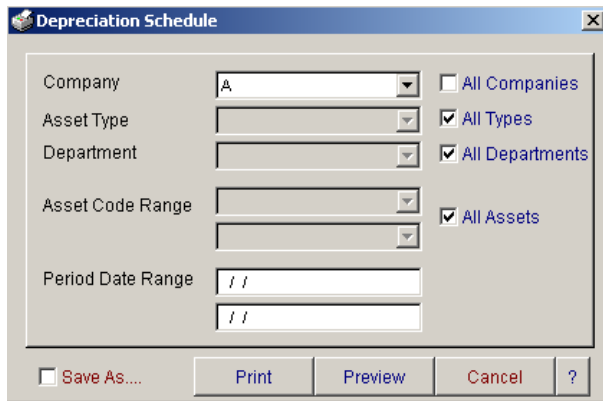 Depreciation Schedule
Company A All Companies
Asset Type All Types
Department All Departments
Asset Code Range All Assets
Period Date Range / /
/ /
Save As.... Print Preview Cancel ?